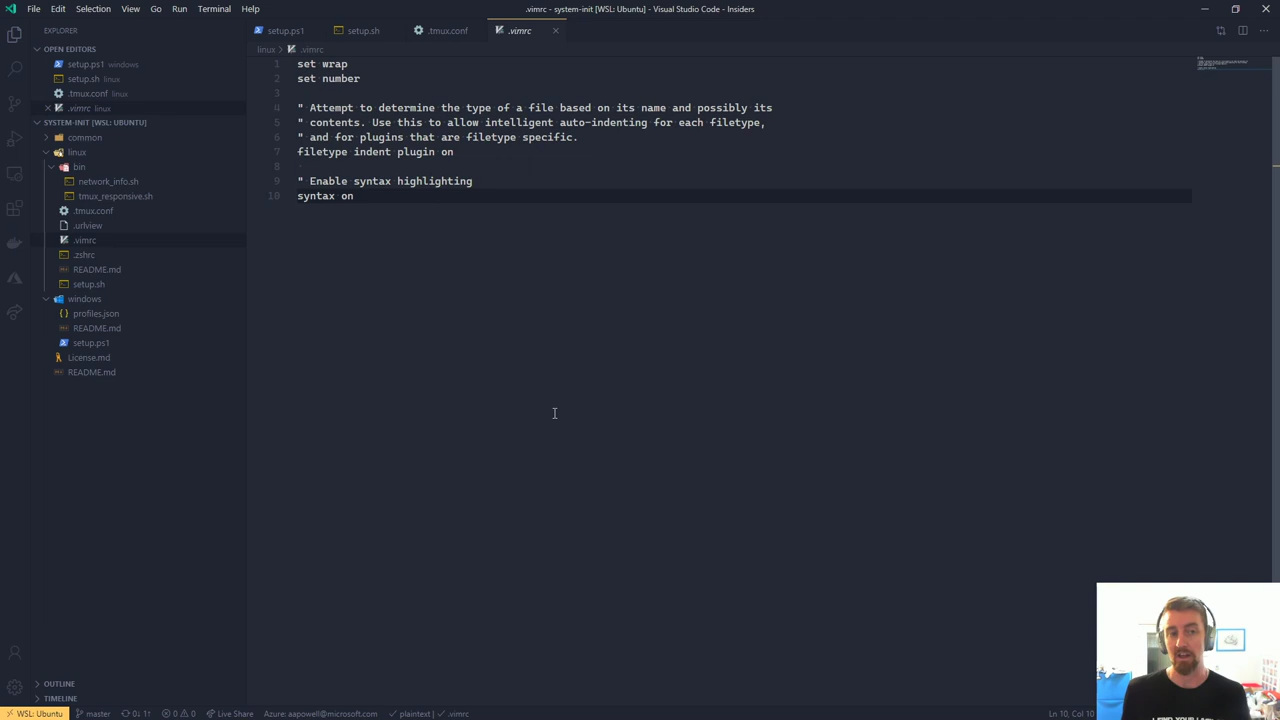 File Edit Selection View Go Run Terminal Help
.vimrc - system-init [WSL: Ubuntu] - Visual Studio Code - Insiders
EXPLORER
OPEN EDITORS
setup.ps1 windows
setup.sh linux
.tmux.conf linux
.vimrc linux
SYSTEM-INIT [WSL: UBUNTU]
common
linux
bin
network_info.sh
tmux_responsive.sh
.tmux.conf
.urlview
.vimrc
.zshrc
README.md
setup.sh
windows
profiles.json
README.md
setup.ps1
License.md
README.md
OUTLINE
TIMELINE
setup.ps1 setup.sh .tmux.conf .vimrc
linux > .vimrc
1 set wrap
2 set number
3
4 " Attempt to determine the type of a file based on its name and possibly its
5 " contents. Use this to allow intelligent auto-indenting for each filetype,
6 " and for plugins that are filetype specific.
7 filetype indent plugin on
8
9 " Enable syntax highlighting
10 syntax on
WSL: Ubuntu master 0↓ 1↑ 0 0 Live Share Azure: aapowell@microsoft.com plaintext | .vimrc Ln 10, Col 10